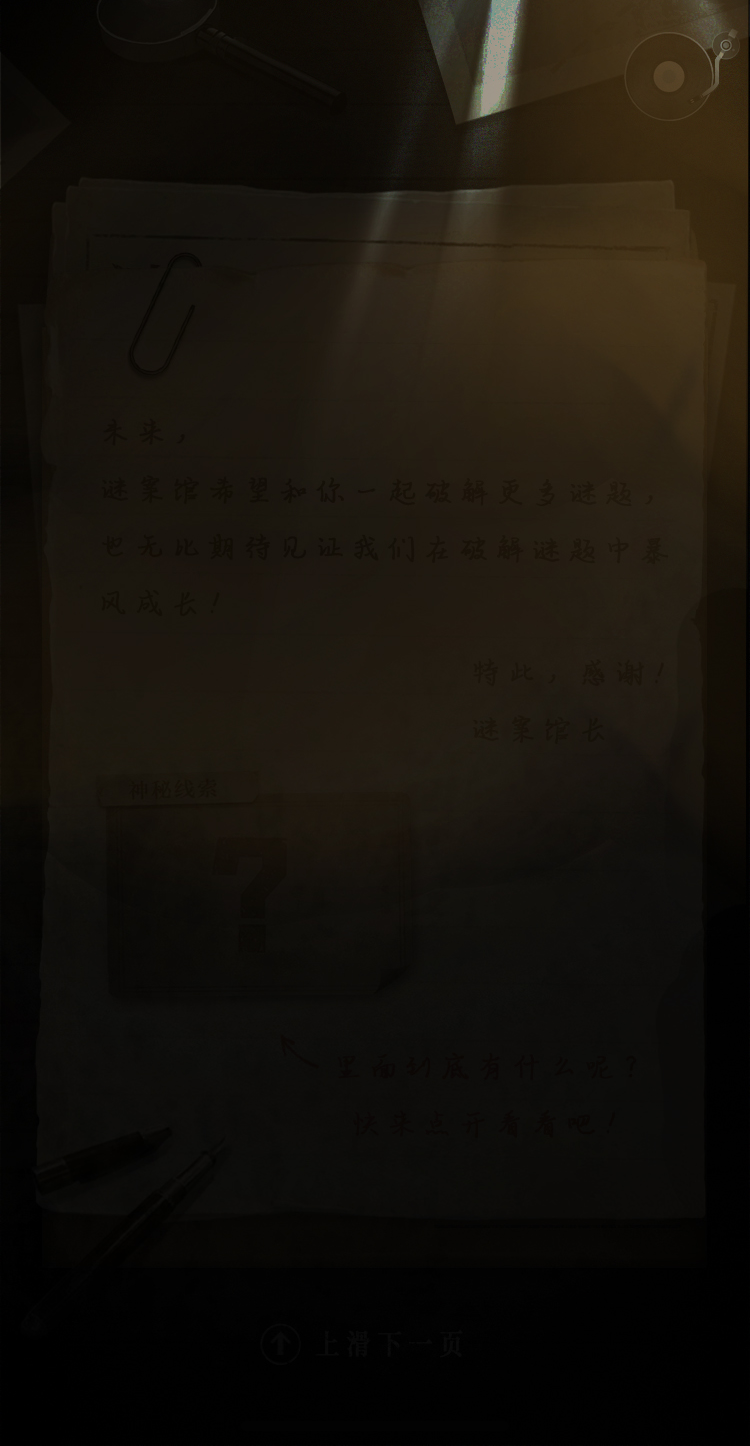 未来，
谜案馆希望和你一起破解更多谜题，
也无比期待见证我们在破解谜题中暴
风成长！
特此，感谢！
谜案馆长
神秘线索
?
里面到底有什么呢？
快来点开看看吧！
上滑下一页